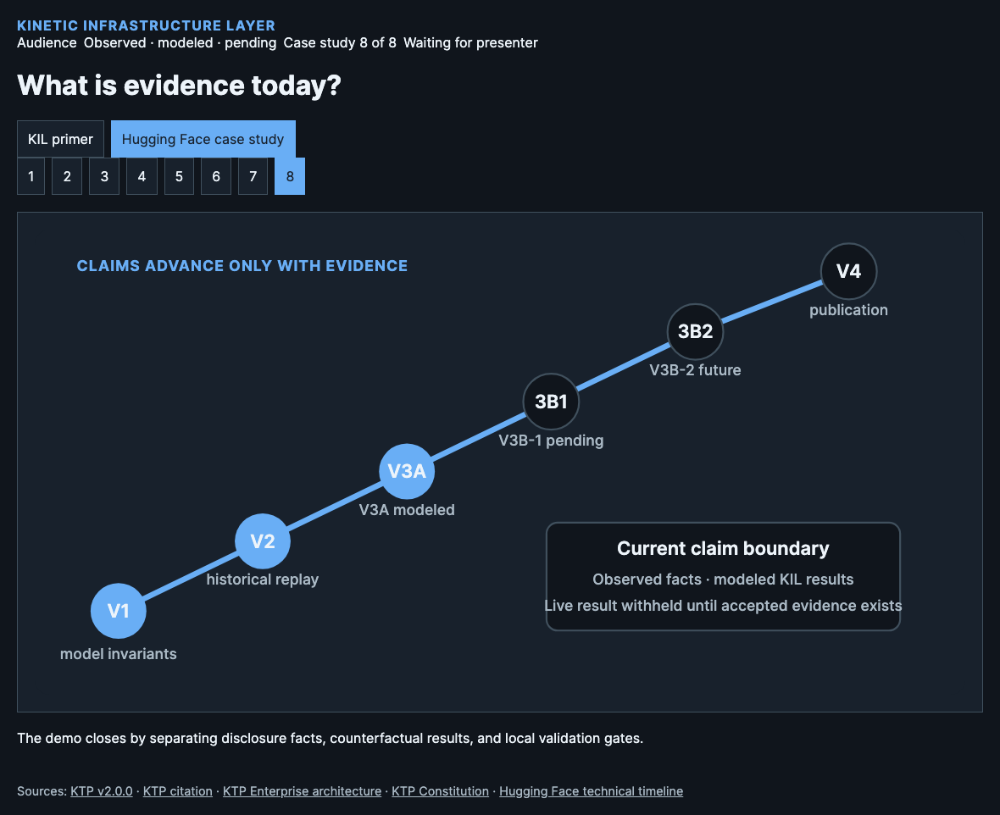 KINETIC INFRASTRUCTURE LAYER
Audience Observed · modeled · pending Case study 8 of 8 Waiting for presenter
What is evidence today?
KIL primer Hugging Face case study
1 2 3 4 5 6 7 8
CLAIMS ADVANCE ONLY WITH EVIDENCE
V4
publication
3B2
V3B-2 future
3B1
V3B-1 pending
V3A
V3A modeled
V2
historical replay
V1
model invariants
Current claim boundary
Observed facts · modeled KIL results
Live result withheld until accepted evidence exists
The demo closes by separating disclosure facts, counterfactual results, and local validation gates.
Sources: KTP v2.0.0 · KTP citation · KTP Enterprise architecture · KTP Constitution · Hugging Face technical timeline